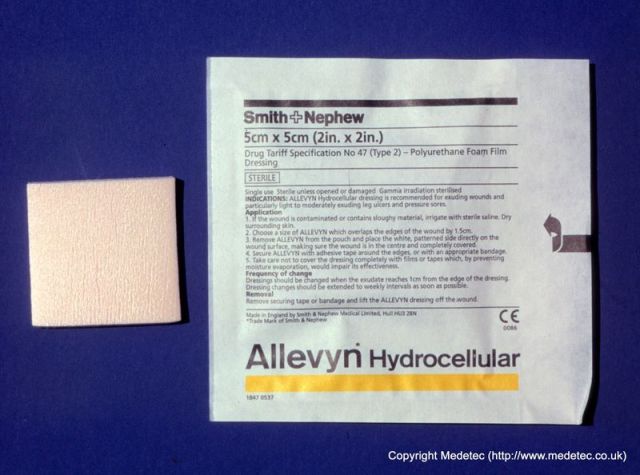 Smith+Nephew
5cm x 5cm (2in. x 2in.)
Drug Tariff Specification No 47 (Type 2) – Polyurethane Foam Film
Dressing
STERILE
Single use Sterile unless opened or damaged Gamma irradiation sterilised
INDICATIONS: ALLEVYN Hydrocellular dressing is recommended for exuding wounds and
particularly light to moderately exuding leg ulcers and pressure sores.
Application
1. If the wound is contaminated or contains sloughy material, irrigate with sterile saline. Dry
surrounding skin.
2. Choose a size of ALLEVYN which overlaps the edges of the wound by 1.5cm.
3. Remove ALLEVYN from the pouch and place the white, patterned side directly on the
wound surface, making sure the wound is in the centre and completely covered.
4. Secure ALLEVYN with adhesive tape around the edges, or with an appropriate bandage.
5. Take care not to cover the dressing completely with films or tapes which, by preventing
moisture evaporation, would impair its effectiveness.
Frequency of change
Dressings should be changed when the exudate reaches 1cm from the edge of the dressing.
Dressing changes should be extended to weekly intervals as soon as possible.
Removal
Remove securing tape or bandage and lift the ALLEVYN dressing off the wound.
Made in England by Smith & Nephew Medical Limited, Hull HU3 2BN
*Trade Mark of Smith & Nephew
CE
0086
Allevyn Hydrocellular
1847 0537
Copyright Medetec (http://www.medetec.co.uk)